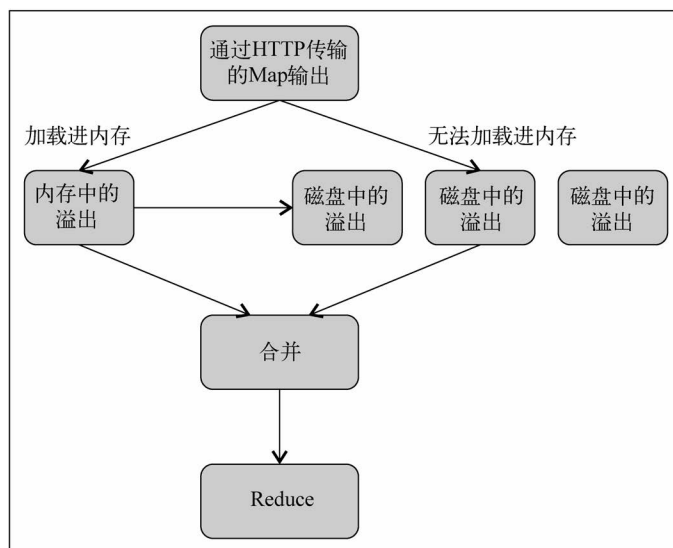 通过HTTP传输
的Map输出
加载进内存
无法加载进内存
内存中的
溢出
磁盘中的
溢出
磁盘中的
溢出
磁盘中的
溢出
合并
Reduce